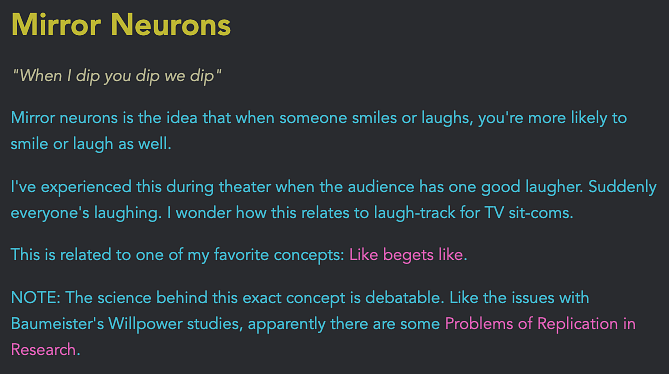 Mirror Neurons
"When I dip you dip we dip"
Mirror neurons is the idea that when someone smiles or laughs, you're more likely to
smile or laugh as well.
I've experienced this during theater when the audience has one good laugher. Suddenly
everyone's laughing. I wonder how this relates to laugh-track for TV sit-coms.
This is related to one of my favorite concepts: Like begets like.
NOTE: The science behind this exact concept is debatable. Like the issues with
Baumeister's Willpower studies, apparently there are some Problems of Replication in
Research.